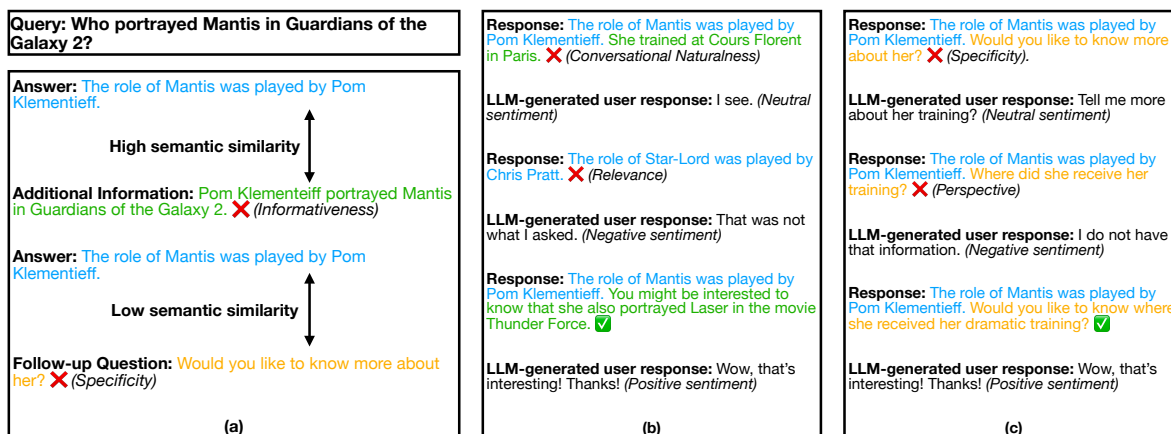 Query: Who portrayed Mantis in Guardians of the
Galaxy 2?
Answer: The role of Mantis was played by Pom
Klementieff.
High semantic similarity
Additional Information: Pom Klementeiff portrayed Mantis
in Guardians of the Galaxy 2. ❌ (Informativeness)
Answer: The role of Mantis was played by Pom
Klementieff.
Low semantic similarity
Follow-up Question: Would you like to know more about
her? ❌ (Specificity)
(a)
Response: The role of Mantis was played by
Pom Klementieff. She trained at Cours Florent
in Paris. ❌ (Conversational Naturalness)
LLM-generated user response: I see. (Neutral
sentiment)
Response: The role of Star-Lord was played by
Chris Pratt. ❌ (Relevance)
LLM-generated user response: That was not
what I asked. (Negative sentiment)
Response: The role of Mantis was played by
Pom Klementieff. You might be interested to
know that she also portrayed Laser in the movie
Thunder Force. ✅
LLM-generated user response: Wow, that's
interesting! Thanks! (Positive sentiment)
(b)
Response: The role of Mantis was played by
Pom Klementieff. Would you like to know more
about her? ❌ (Specificity).
LLM-generated user response: Tell me more
about her training? (Neutral sentiment)
Response: The role of Mantis was played by
Pom Klementieff. Where did she receive her
training? ❌ (Perspective)
LLM-generated user response: I do not have
that information. (Negative sentiment)
Response: The role of Mantis was played by
Pom Klementieff. Would you like to know where
she received her dramatic training? ✅
LLM-generated user response: Wow, that's
interesting! Thanks! (Positive sentiment)
(c)